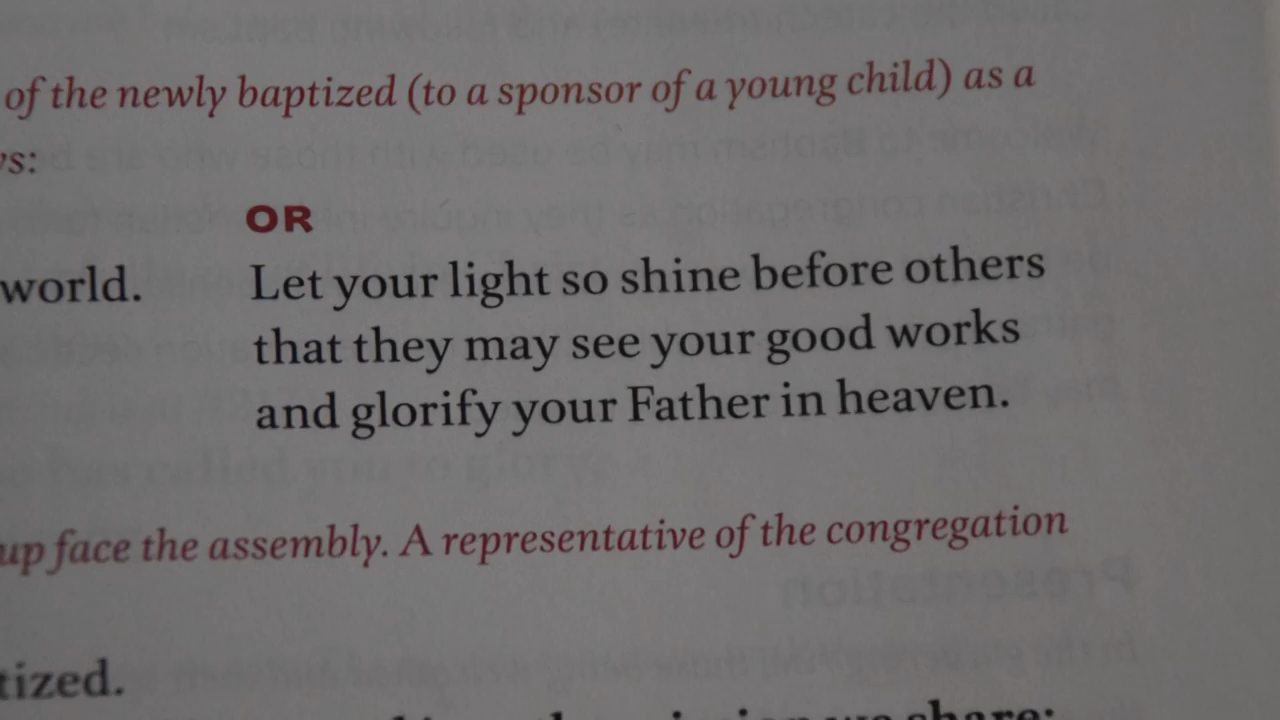 of the newly baptized (to a sponsor of a young child) as a
OR
world. Let your light so shine before others
that they may see your good works
and glorify your Father in heaven.
up face the assembly. A representative of the congregation
tized.
we share: